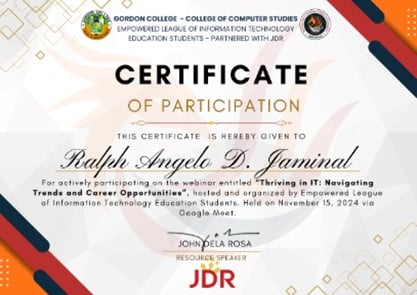 GORDON COLLEGE - COLLEGE OF COMPUTER STUDIES
EMPOWERED LEAGUE OF INFORMATION TECHNOLOGY
EDUCATION STUDENTS - PARTNERED WITH JDR
CERTIFICATE
OF PARTICIPATION
THIS CERTIFICATE IS HEREBY GIVEN TO
Ralph Angelo D. Jaminal
For actively participating on the webinar entitled "Thriving in IT: Navigating
Trends and Career Opportunities", hosted and organized by Empowered League
of Information Technology Education Students. Held on November 15, 2024 via
Google Meet.
JOHN DELA ROSA
RESOURCE SPEAKER
JDR